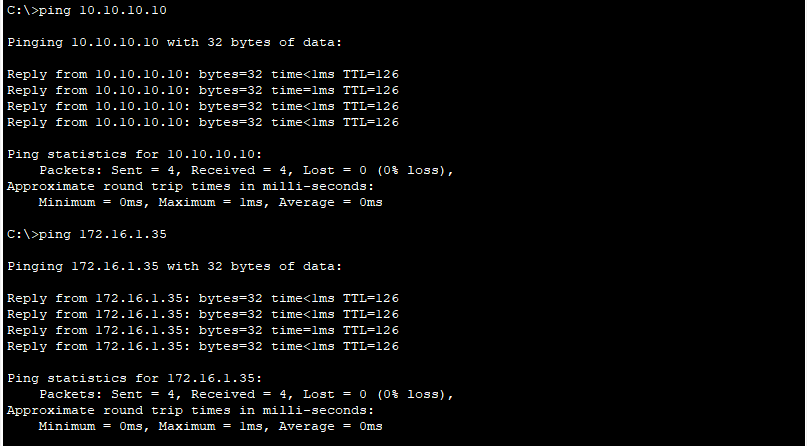 C:\>ping 10.10.10.10
Pinging 10.10.10.10 with 32 bytes of data:
Reply from 10.10.10.10: bytes=32 time<1ms TTL=126
Reply from 10.10.10.10: bytes=32 time=1ms TTL=126
Reply from 10.10.10.10: bytes=32 time<1ms TTL=126
Reply from 10.10.10.10: bytes=32 time<1ms TTL=126
Ping statistics for 10.10.10.10:
    Packets: Sent = 4, Received = 4, Lost = 0 (0% loss),
Approximate round trip times in milli-seconds:
    Minimum = 0ms, Maximum = 1ms, Average = 0ms
C:\>ping 172.16.1.35
Pinging 172.16.1.35 with 32 bytes of data:
Reply from 172.16.1.35: bytes=32 time<1ms TTL=126
Reply from 172.16.1.35: bytes=32 time<1ms TTL=126
Reply from 172.16.1.35: bytes=32 time=1ms TTL=126
Reply from 172.16.1.35: bytes=32 time<1ms TTL=126
Ping statistics for 172.16.1.35:
    Packets: Sent = 4, Received = 4, Lost = 0 (0% loss),
Approximate round trip times in milli-seconds:
    Minimum = 0ms, Maximum = 1ms, Average = 0ms